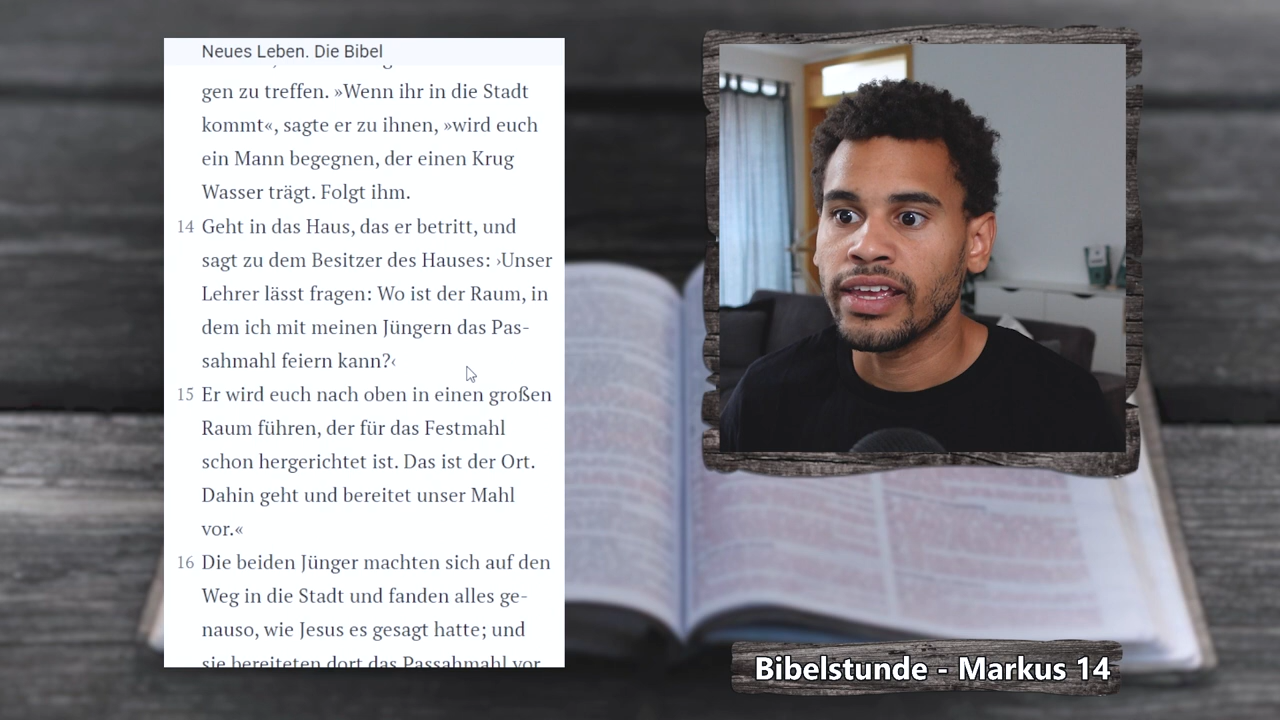 Neues Leben. Die Bibel
gen zu treffen. »Wenn ihr in die Stadt
kommt«, sagte er zu ihnen, »wird euch
ein Mann begegnen, der einen Krug
Wasser trägt. Folgt ihm.
14 Geht in das Haus, das er betritt, und
sagt zu dem Besitzer des Hauses: ›Unser
Lehrer lässt fragen: Wo ist der Raum, in
dem ich mit meinen Jüngern das Pas-
sahmahl feiern kann?‹
15 Er wird euch nach oben in einen großen
Raum führen, der für das Festmahl
schon hergerichtet ist. Das ist der Ort.
Dahin geht und bereitet unser Mahl
vor.«
16 Die beiden Jünger machten sich auf den
Weg in die Stadt und fanden alles ge-
nauso, wie Jesus es gesagt hatte; und
sie bereiteten dort das Passahmahl vor
Bibelstunde - Markus 14